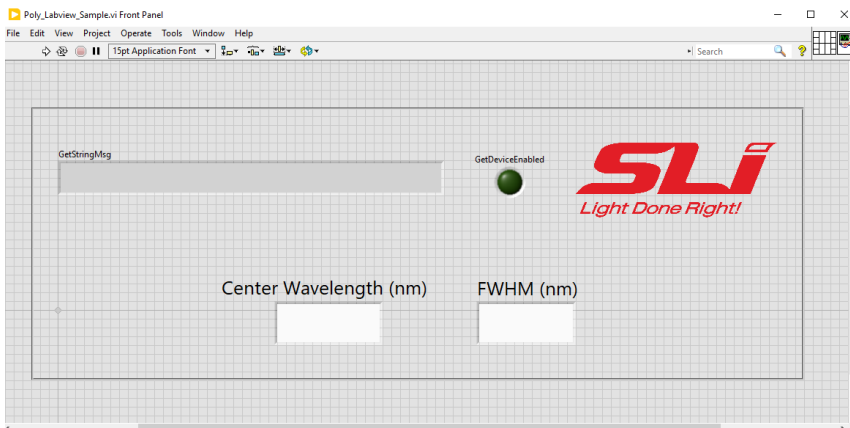 Poly_Labview_Sample.vi Front Panel
File Edit View Project Operate Tools Window Help
15pt Application Font
Search
GetStringMsg
GetDeviceEnabled
SLi
Light Done Right!
Center Wavelength (nm)
FWHM (nm)